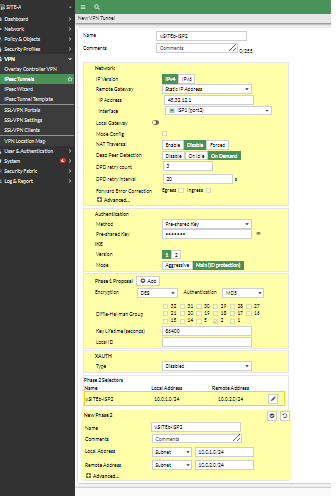 SITE-A
Dashboard
Network
Policy & Objects
Security Profiles
VPN
Overlay Controller VPN
IPsec Tunnels
IPsec Wizard
IPsec Tunnel Template
SSL-VPN Portals
SSL-VPN Settings
SSL-VPN Clients
VPN Location Map
User & Authentication
System
Security Fabric
Log & Report
New VPN Tunnel
Name vSITEb-ISP2
Comments Comments 0/255
Network
IP Version IPv4 IPv6
Remote Gateway Static IP Address
IP Address
Interface ISP1 (port2)
Local Gateway
Mode Config
NAT Traversal Enable Disable Forced
Dead Peer Detection Disable On Idle On Demand
DPD retry count 3
DPD retry interval 20 s
Forward Error Correction Egress Ingress
Advanced...
Authentication
Method Pre-shared Key
Pre-shared Key
IKE
Version 1 2
Mode Aggressive Main (ID protection)
Phase 1 Proposal Add
Encryption DES Authentication MD5
32 31 30 29 28 27
Diffie-Hellman Group 21 20 19 18 17 16
15 14 5 2 1
Key Lifetime (seconds) 86400
Local ID
XAUTH
Type Disabled
Phase 2 Selectors
Name Local Address Remote Address
vSITEb-ISP2 10.0.1.0/24 10.0.2.0/24
New Phase 2
Name vSITEb-ISP2
Comments Comments
Local Address Subnet 10.0.1.0/24
Remote Address Subnet 10.0.2.0/24
Advanced...